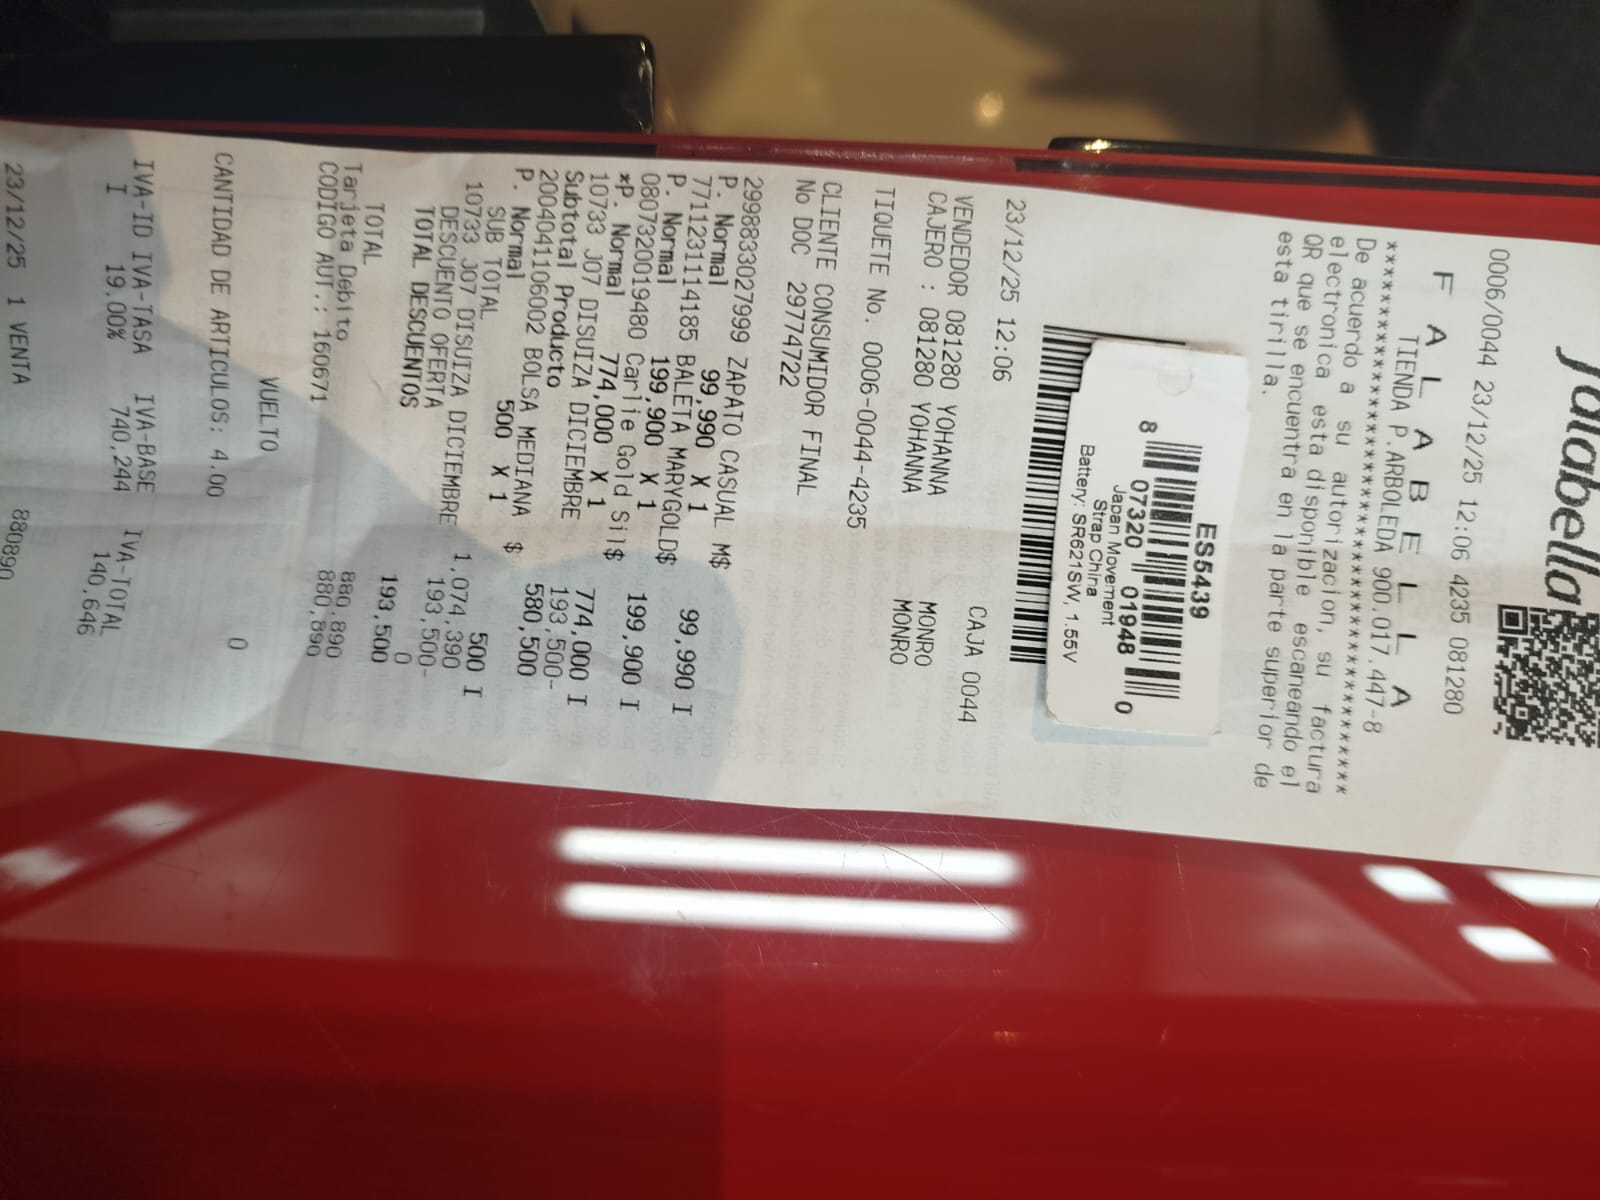 falabella
0006/0044 23/12/25 12:06 4235 081280
F A L A B E L L A
TIENDA P.ARBOLEDA 900.017.447-8
****************************************
De acuerdo a su autorizacion, su factura
electronica esta disponible escaneando el
QR que se encuentra en la parte superior de
esta tirilla.
ES5439
8 07320 01948 0
Japan Movement
Strap China
Battery: SR621SW, 1.55V
23/12/25 12:06
CAJA 0044
VENDEDOR 081280 YOHANNA MONRO
CAJERO : 081280 YOHANNA MONRO
TIQUETE No. 0006-0044-4235
CLIENTE CONSUMIDOR FINAL
No DOC 29774722
2998833027999 ZAPATO CASUAL M$ 99,990 I
P. Normal 99,990 X 1
7711231114185 BALETA MARYGOLD$ 199,900 I
P. Normal 199,900 X 1
0807320019480 Carlie Gold Sil$ 774,000 I
*P. Normal 774,000 X 1
10733 J07 DISUIZA DICIEMBRE 193,500-
Subtotal Producto 580,500
2004041106002 BOLSA MEDIANA $ 500 I
P. Normal 500 X 1
SUB TOTAL 1,074,390
10733 J07 DISUIZA DICIEMBRE 193,500-
DESCUENTO OFERTA 0
TOTAL DESCUENTOS 193,500
TOTAL 880,890
Tarjeta Debito 880,890
CODIGO AUT.: 160671
VUELTO 0
CANTIDAD DE ARTICULOS: 4.00
IVA-ID IVA-TASA IVA-BASE IVA-TOTAL
I 19.00% 740,244 140,646
23/12/25 1 VENTA 880890